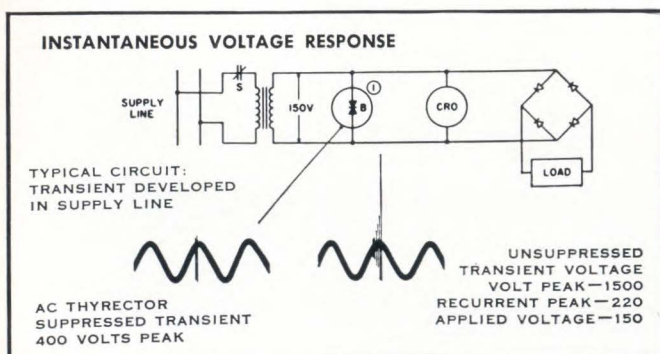 INSTANTANEOUS VOLTAGE RESPONSE
S
SUPPLY
LINE
150V
B
1
CRO
LOAD
TYPICAL CIRCUIT:
TRANSIENT DEVELOPED
IN SUPPLY LINE
AC THYRECTOR
SUPPRESSED TRANSIENT
400 VOLTS PEAK
UNSUPPRESSED
TRANSIENT VOLTAGE
VOLT PEAK—1500
RECURRENT PEAK—220
APPLIED VOLTAGE—150